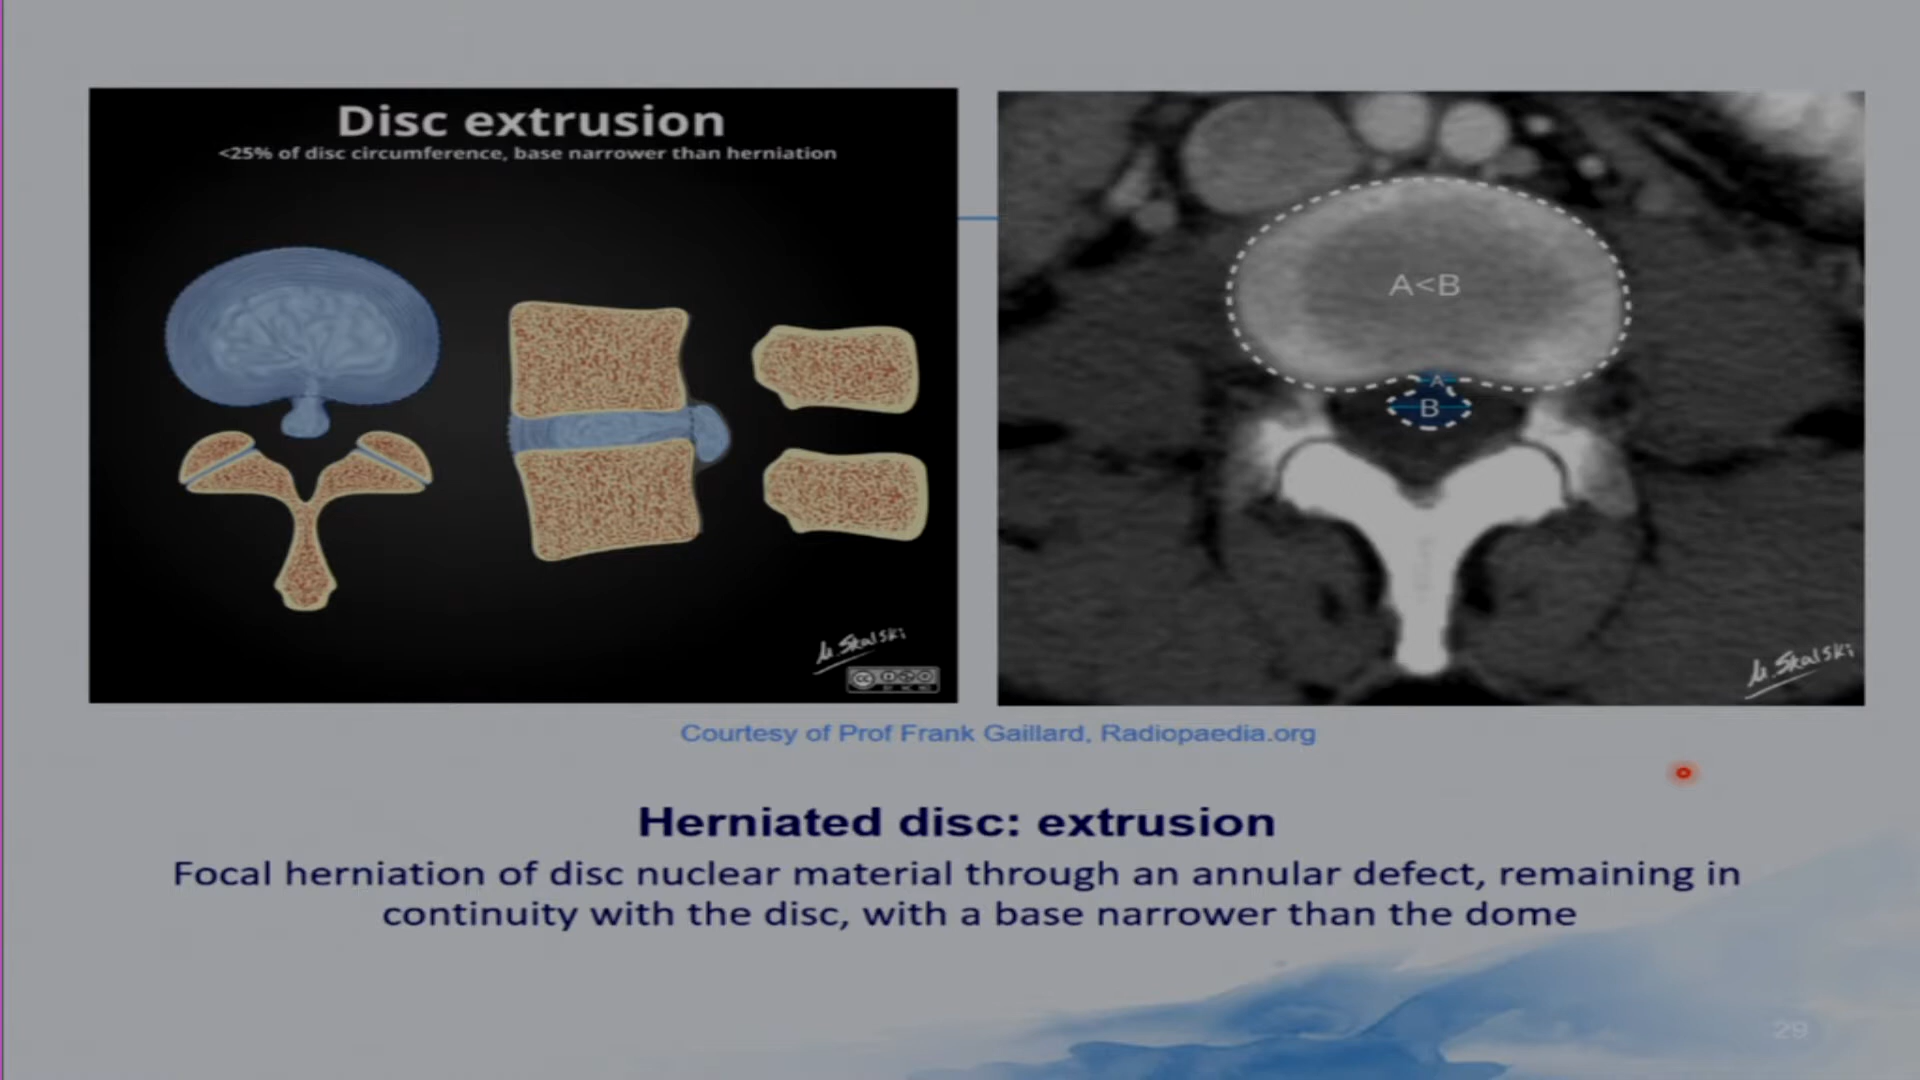 Disc extrusion
<25% of disc circumference, base narrower than herniation
A<B
A
B
M. Skalski
cc
M. Skalski
Courtesy of Prof Frank Gaillard, Radiopaedia.org
Herniated disc: extrusion
Focal herniation of disc nuclear material through an annular defect, remaining in
continuity with the disc, with a base narrower than the dome
29